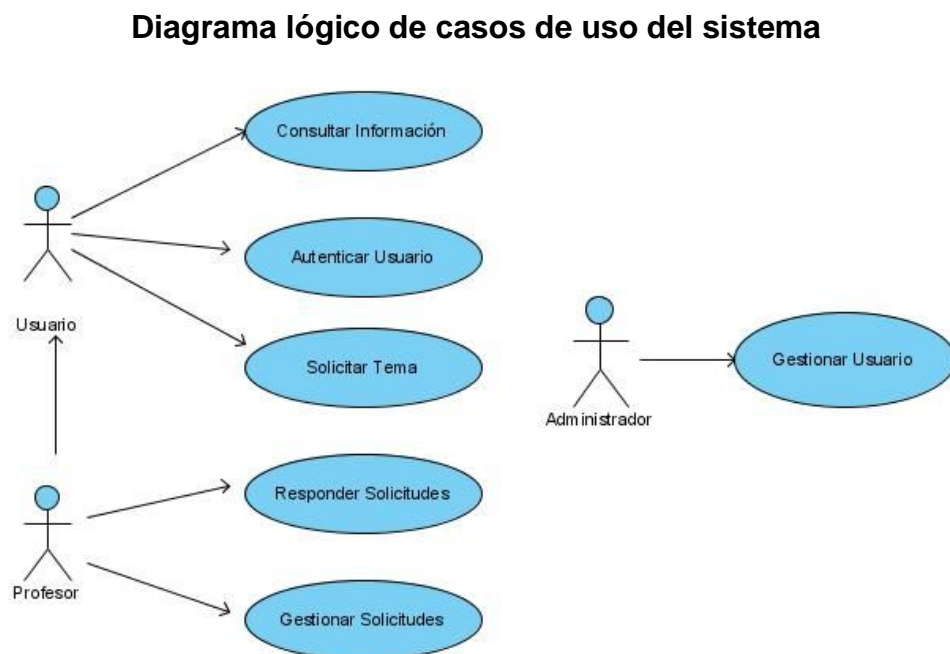 Diagrama lógico de casos de uso del sistema
Consultar Información
Autenticar Usuario
Usuario
Solicitar Tema
Gestionar Usuario
Administrador
Responder Solicitudes
Profesor
Gestionar Solicitudes